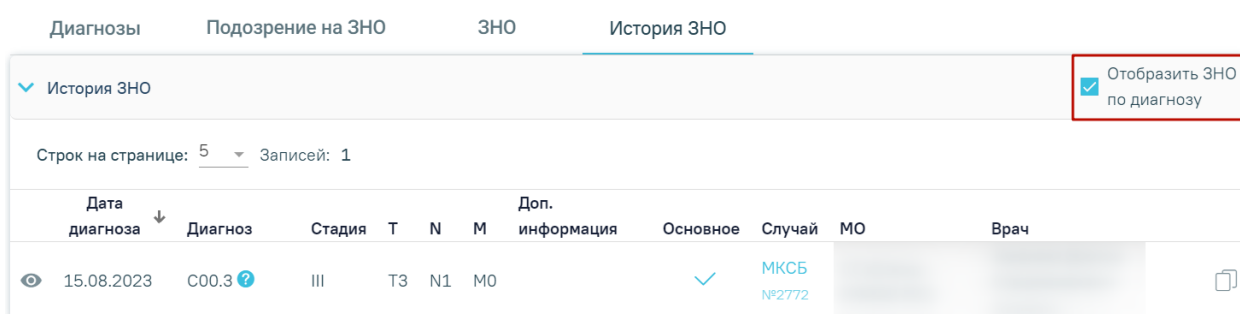 Диагнозы Подозрение на ЗНО ЗНО История ЗНО
История ЗНО
Отобразить ЗНО
по диагнозу
Строк на странице: 5 Записей: 1
Дата
диагноза Диагноз Стадия T N M Доп.
информация Основное Случай МО Врач
15.08.2023 C00.3 ? III T3 N1 M0 МКСБ
№2772